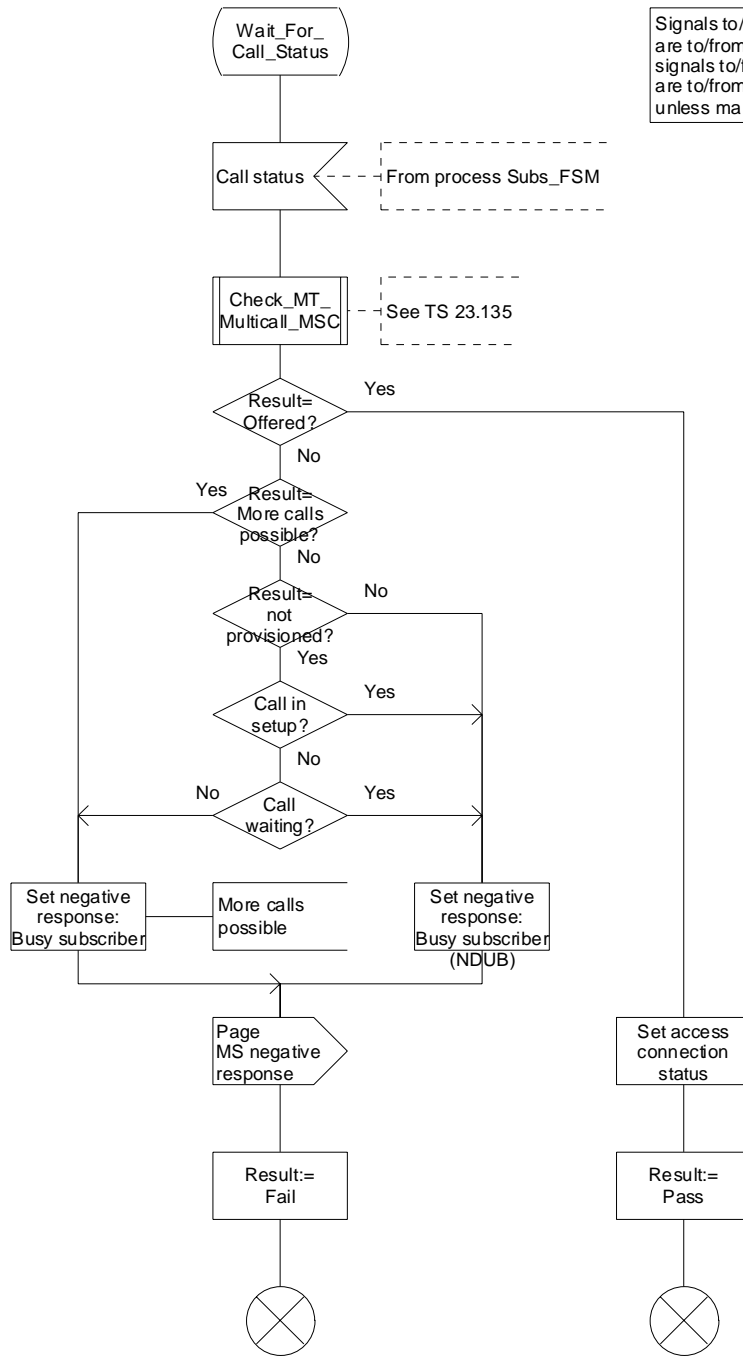 Wait_For_
Call_Status
Signals to/
are to/from
signals to/f
are to/from
unless ma
Call status
From process Subs_FSM
Check_MT_
Multicall_MSC
See TS 23.135
Result=
Offered?
Yes
No
Yes
Result=
More calls
possible?
No
Result=
not
provisioned?
No
Yes
Call in
setup?
Yes
No
No
Call
waiting?
Yes
Set negative
response:
Busy subscriber
More calls
possible
Set negative
response:
Busy subscriber
(NDUB)
Page
MS negative
response
Set access
connection
status
Result:=
Fail
Result:=
Pass